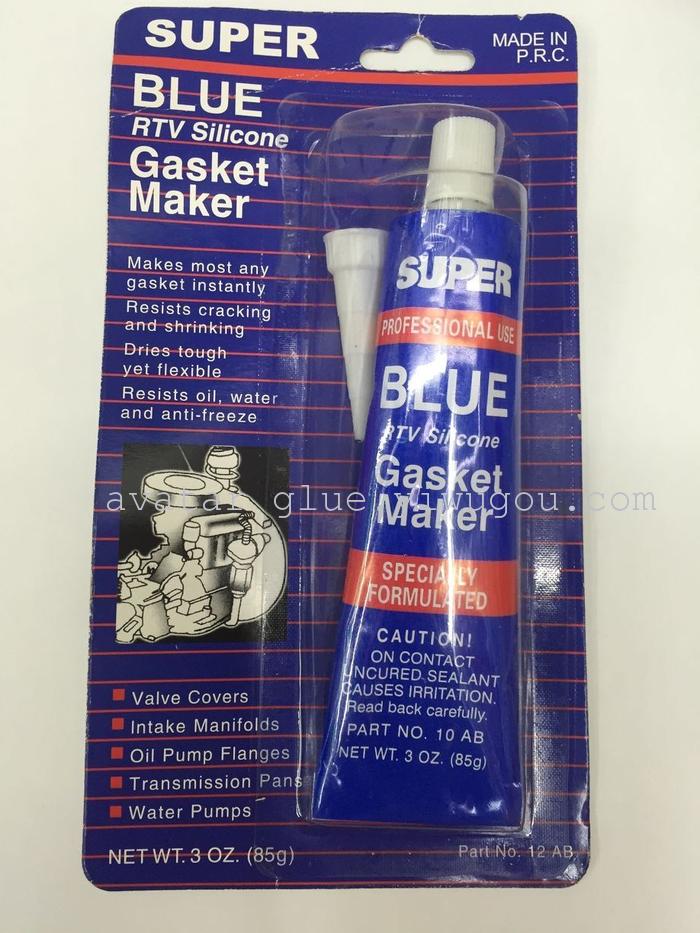 SUPER
MADE IN
P.R.C.
BLUE
RTV Silicone
Gasket
Maker
Makes most any
gasket instantly
Resists cracking
and shrinking
Dries tough
yet flexible
Resists oil, water
and anti-freeze
Valve Covers
Intake Manifolds
Oil Pump Flanges
Transmission Pans
Water Pumps
NET WT. 3 OZ. (85g)
SUPER
PROFESSIONAL USE
BLUE
RTV Silicone
Gasket
Maker
SPECIALLY
FORMULATED
CAUTION!
ON CONTACT
UNCURED SEALANT
CAUSES IRRITATION.
Read back carefully.
PART NO. 10 AB
NET WT. 3 OZ. (85g)
Part No. 12 AB
avatar-glue.yiwugou.com